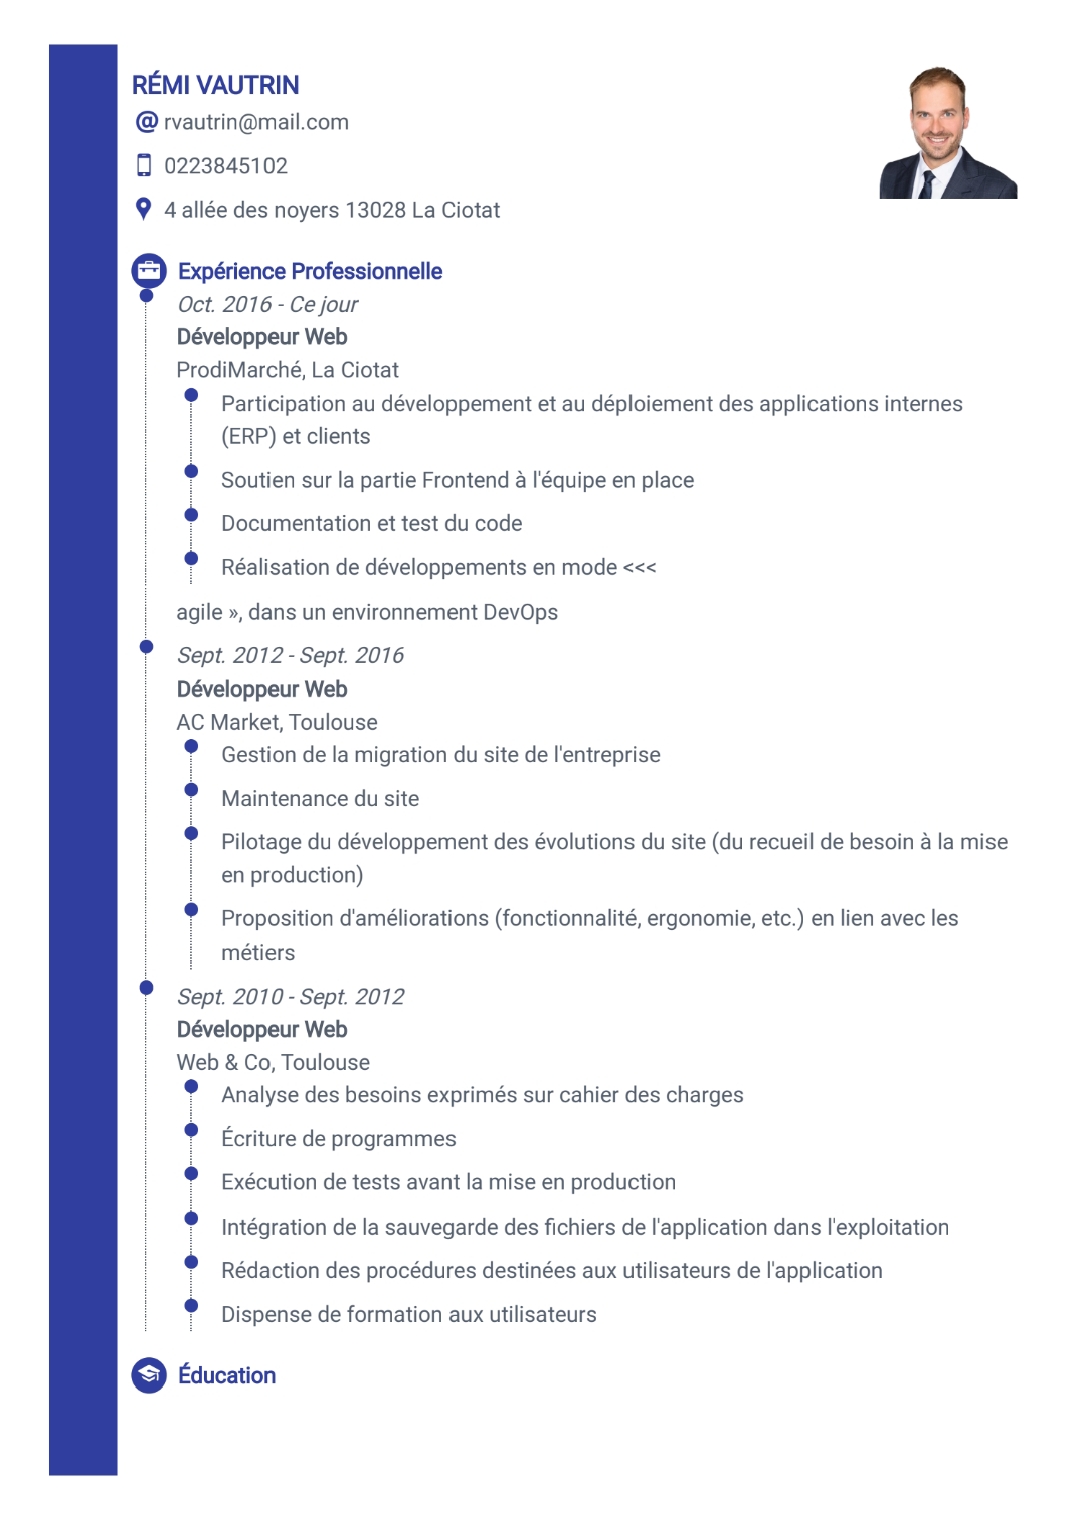 RÉMI VAUTRIN
@ rvautrin@mail.com
0223845102
4 allée des noyers 13028 La Ciotat
Expérience Professionnelle
Oct. 2016 - Ce jour
Développeur Web
ProdiMarché, La Ciotat
Participation au développement et au déploiement des applications internes
(ERP) et clients
Soutien sur la partie Frontend à l'équipe en place
Documentation et test du code
Réalisation de développements en mode <<<
agile », dans un environnement DevOps
Sept. 2012 - Sept. 2016
Développeur Web
AC Market, Toulouse
Gestion de la migration du site de l'entreprise
Maintenance du site
Pilotage du développement des évolutions du site (du recueil de besoin à la mise
en production)
Proposition d'améliorations (fonctionnalité, ergonomie, etc.) en lien avec les
métiers
Sept. 2010 - Sept. 2012
Développeur Web
Web & Co, Toulouse
Analyse des besoins exprimés sur cahier des charges
Écriture de programmes
Exécution de tests avant la mise en production
Intégration de la sauvegarde des fichiers de l'application dans l'exploitation
Rédaction des procédures destinées aux utilisateurs de l'application
Dispense de formation aux utilisateurs
Éducation